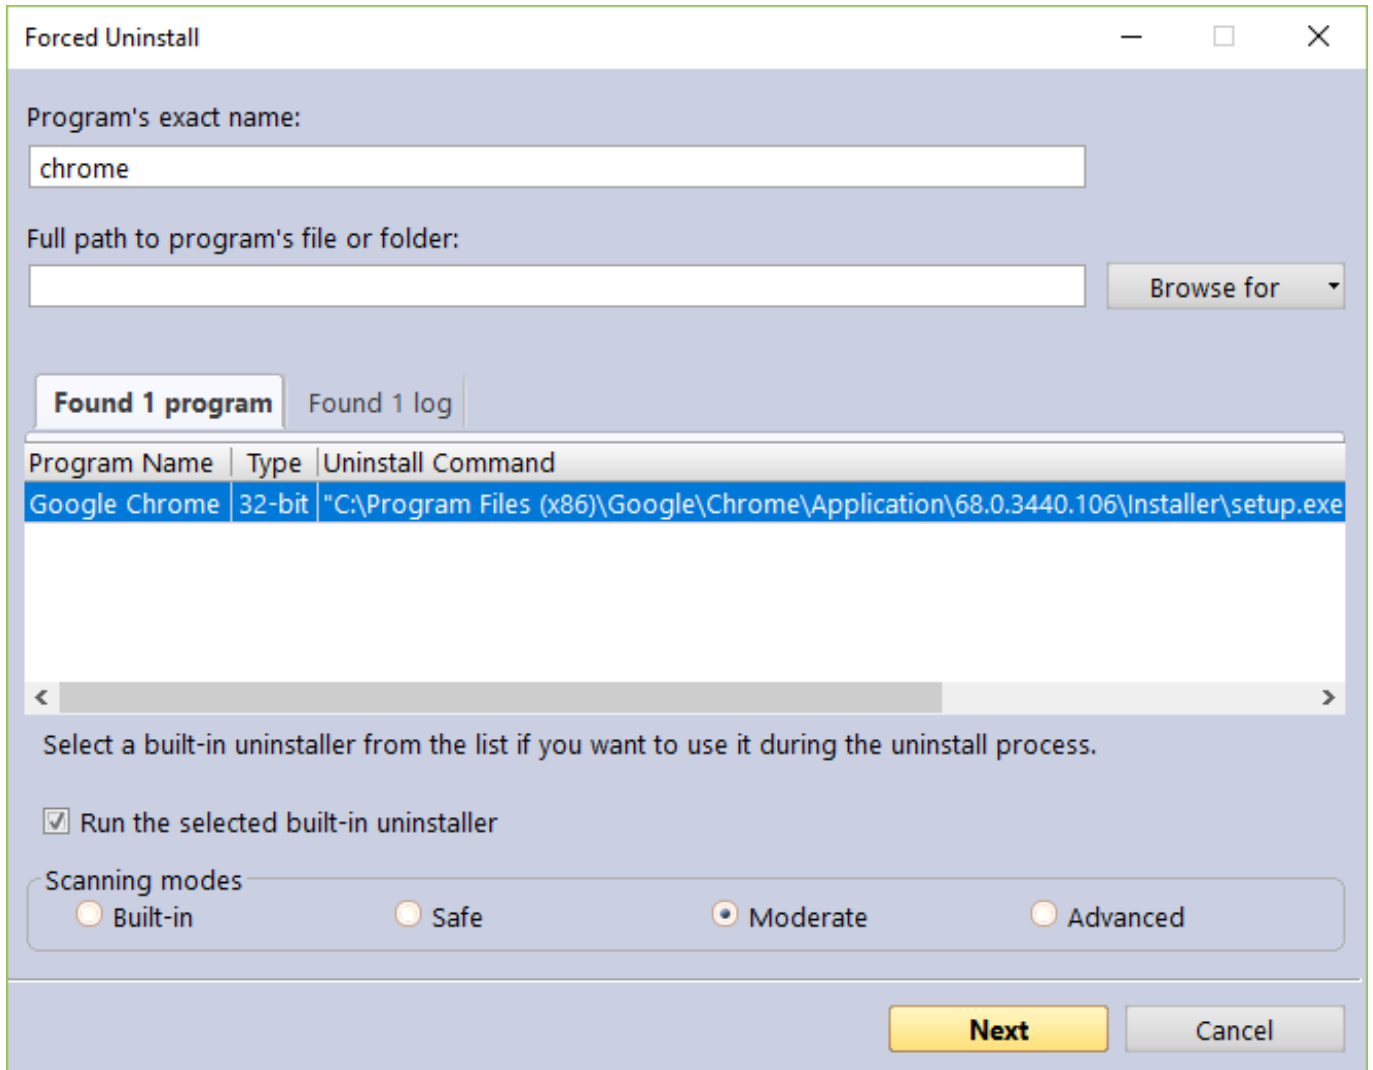 Forced Uninstall
Program's exact name:
chrome
Full path to program's file or folder:
Browse for
Found 1 program Found 1 log
Program Name Type Uninstall Command
Google Chrome 32-bit "C:\Program Files (x86)\Google\Chrome\Application\68.0.3440.106\Installer\setup.exe
Select a built-in uninstaller from the list if you want to use it during the uninstall process.
Run the selected built-in uninstaller
Scanning modes
Built-in Safe Moderate Advanced
Next Cancel